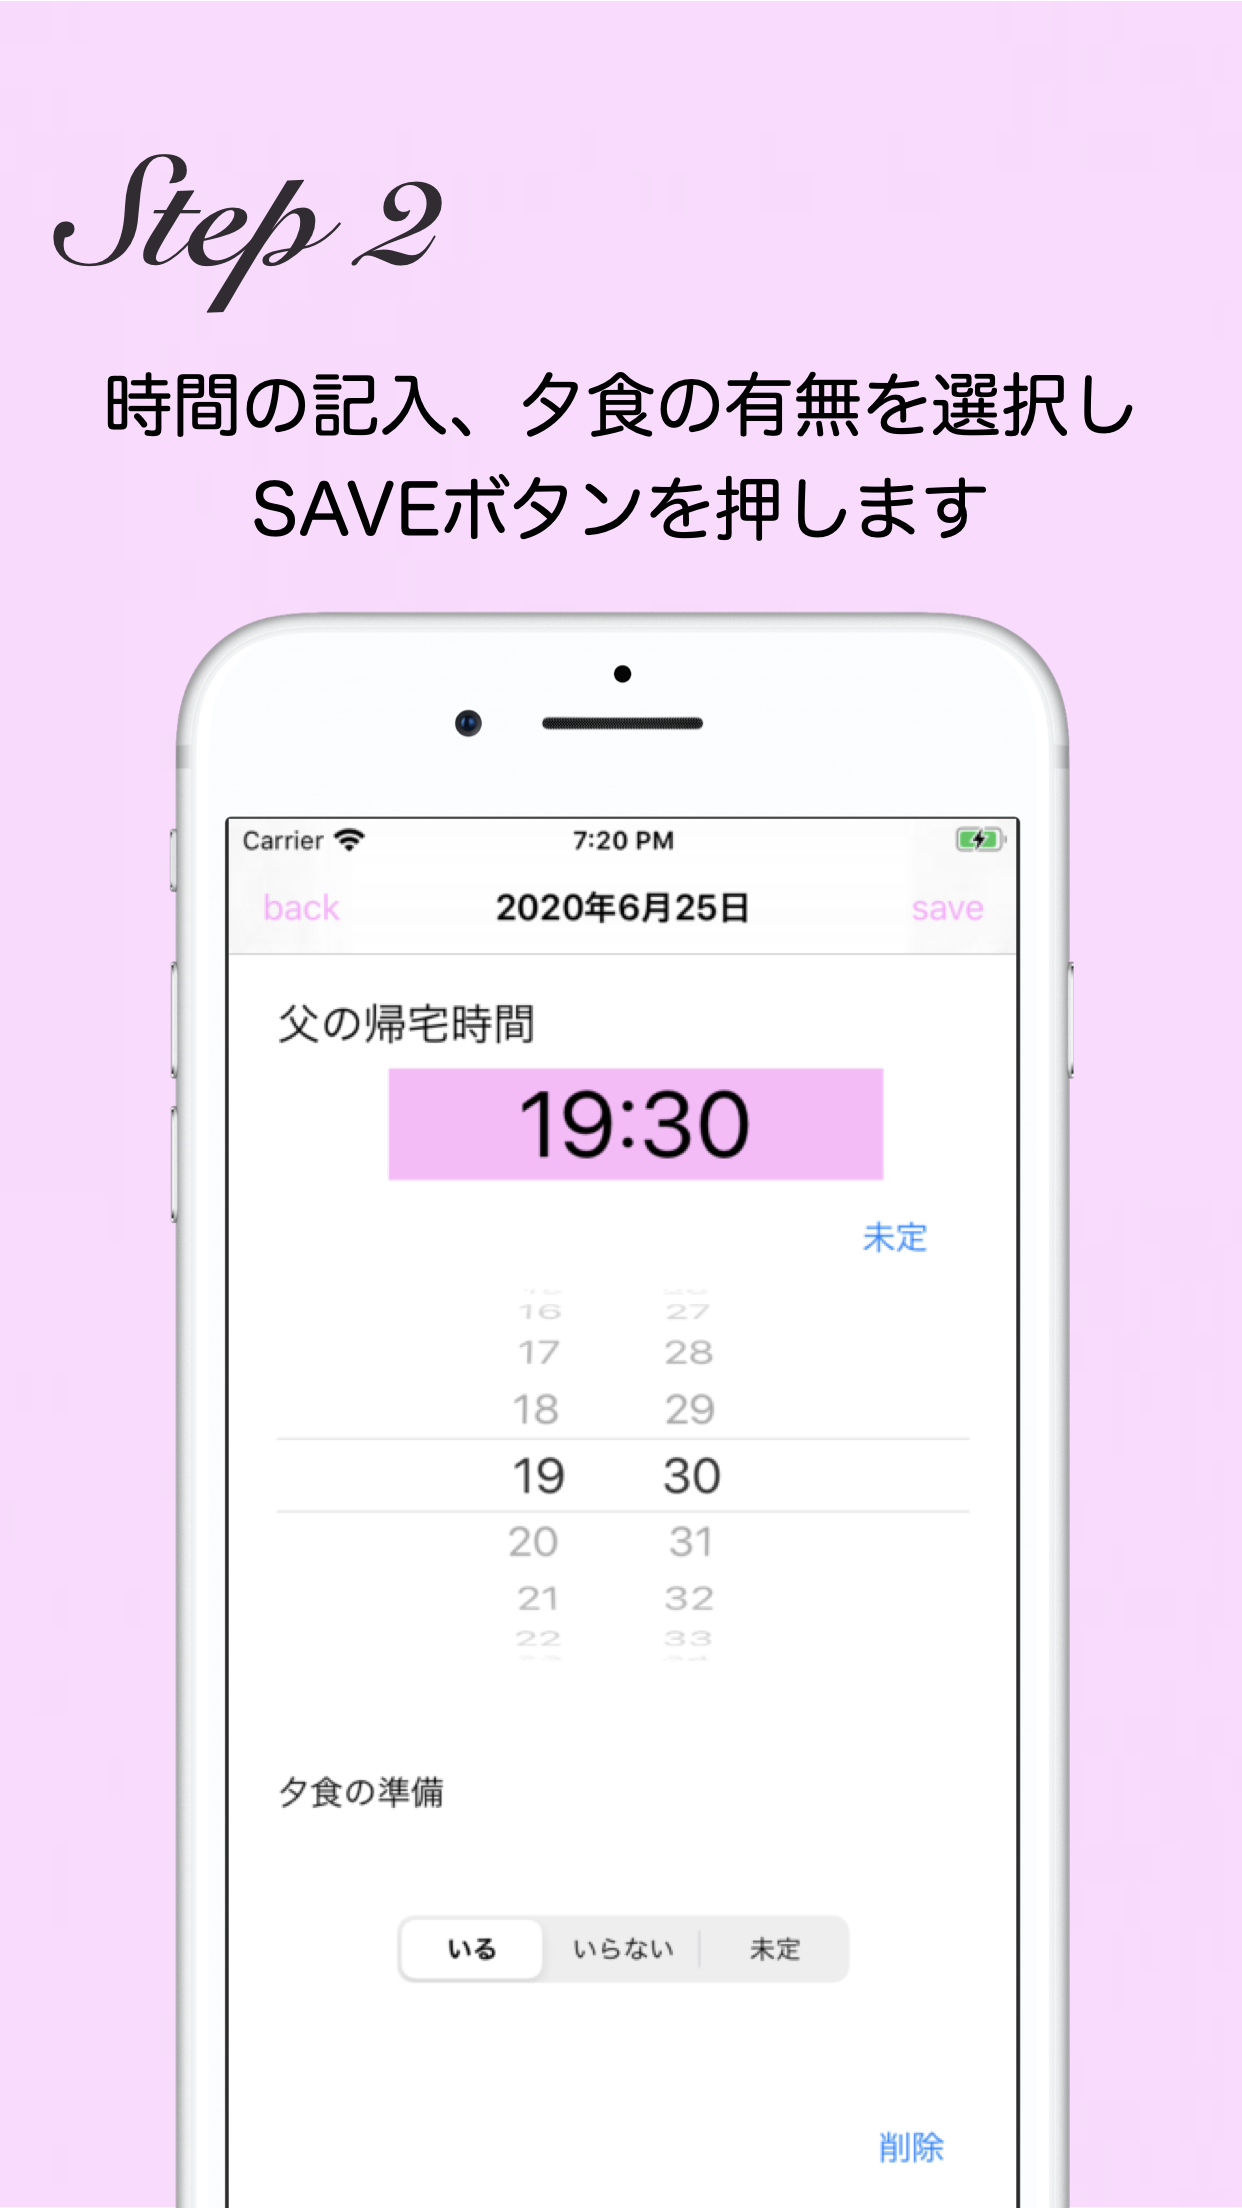 Step 2
時間の記入、夕食の有無を選択し
SAVEボタンを押します
Carrier 7:20 PM
back 2020年6月25日 save
父の帰宅時間
19:30
未定
16 27
17 28
18 29
19 30
20 31
21 32
22 33
夕食の準備
いる いらない 未定
削除